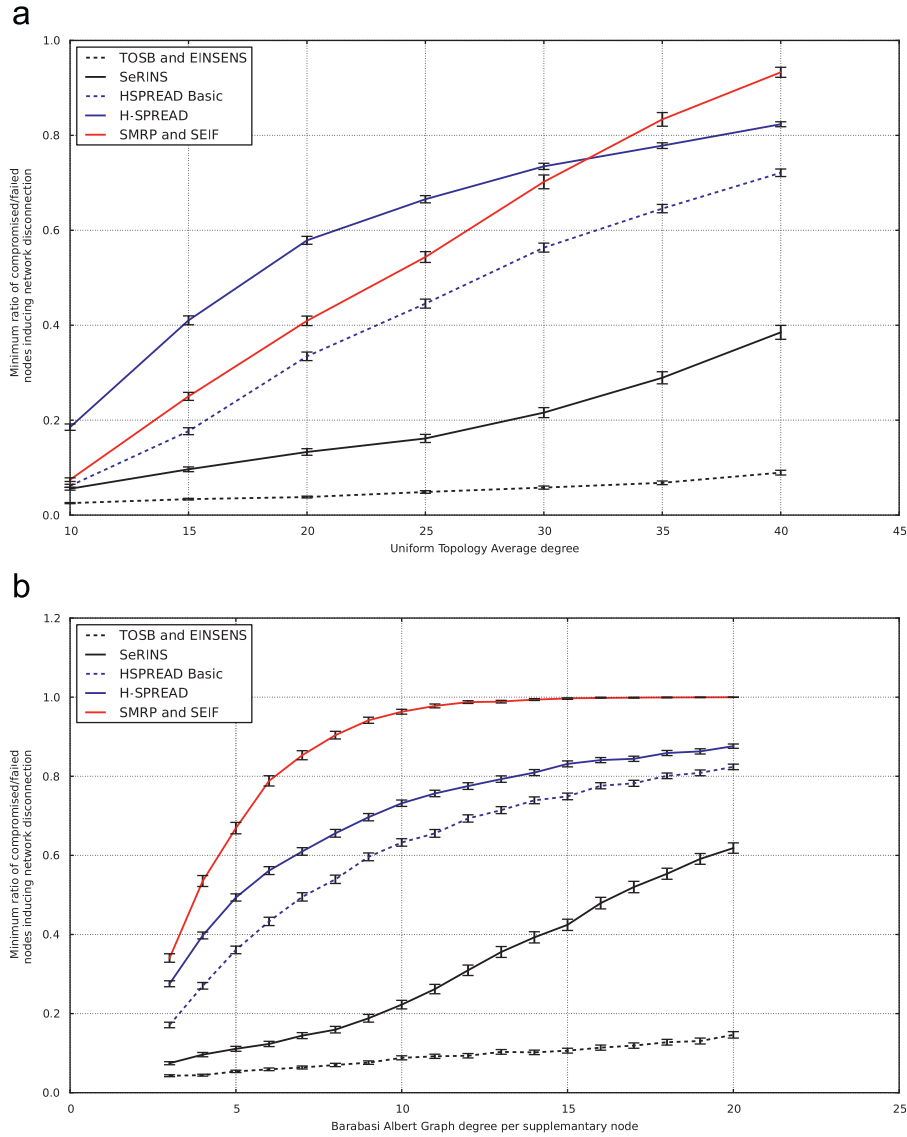 a
1.0
0.8
0.6
0.4
0.2
0.0
Minimum ratio of compromised/failed
nodes inducing network disconnection
TOSB and EINSENS
SeRINS
HSPREAD Basic
H-SPREAD
SMRP and SEIF
10 15 20 25 30 35 40 45
Uniform Topology Average degree
b
1.2
1.0
0.8
0.6
0.4
0.2
0.0
Minimum ratio of compromised/failed
nodes inducing network disconnection
TOSB and EINSENS
SeRINS
HSPREAD Basic
H-SPREAD
SMRP and SEIF
0 5 10 15 20 25
Barabasi Albert Graph degree per supplemantary node